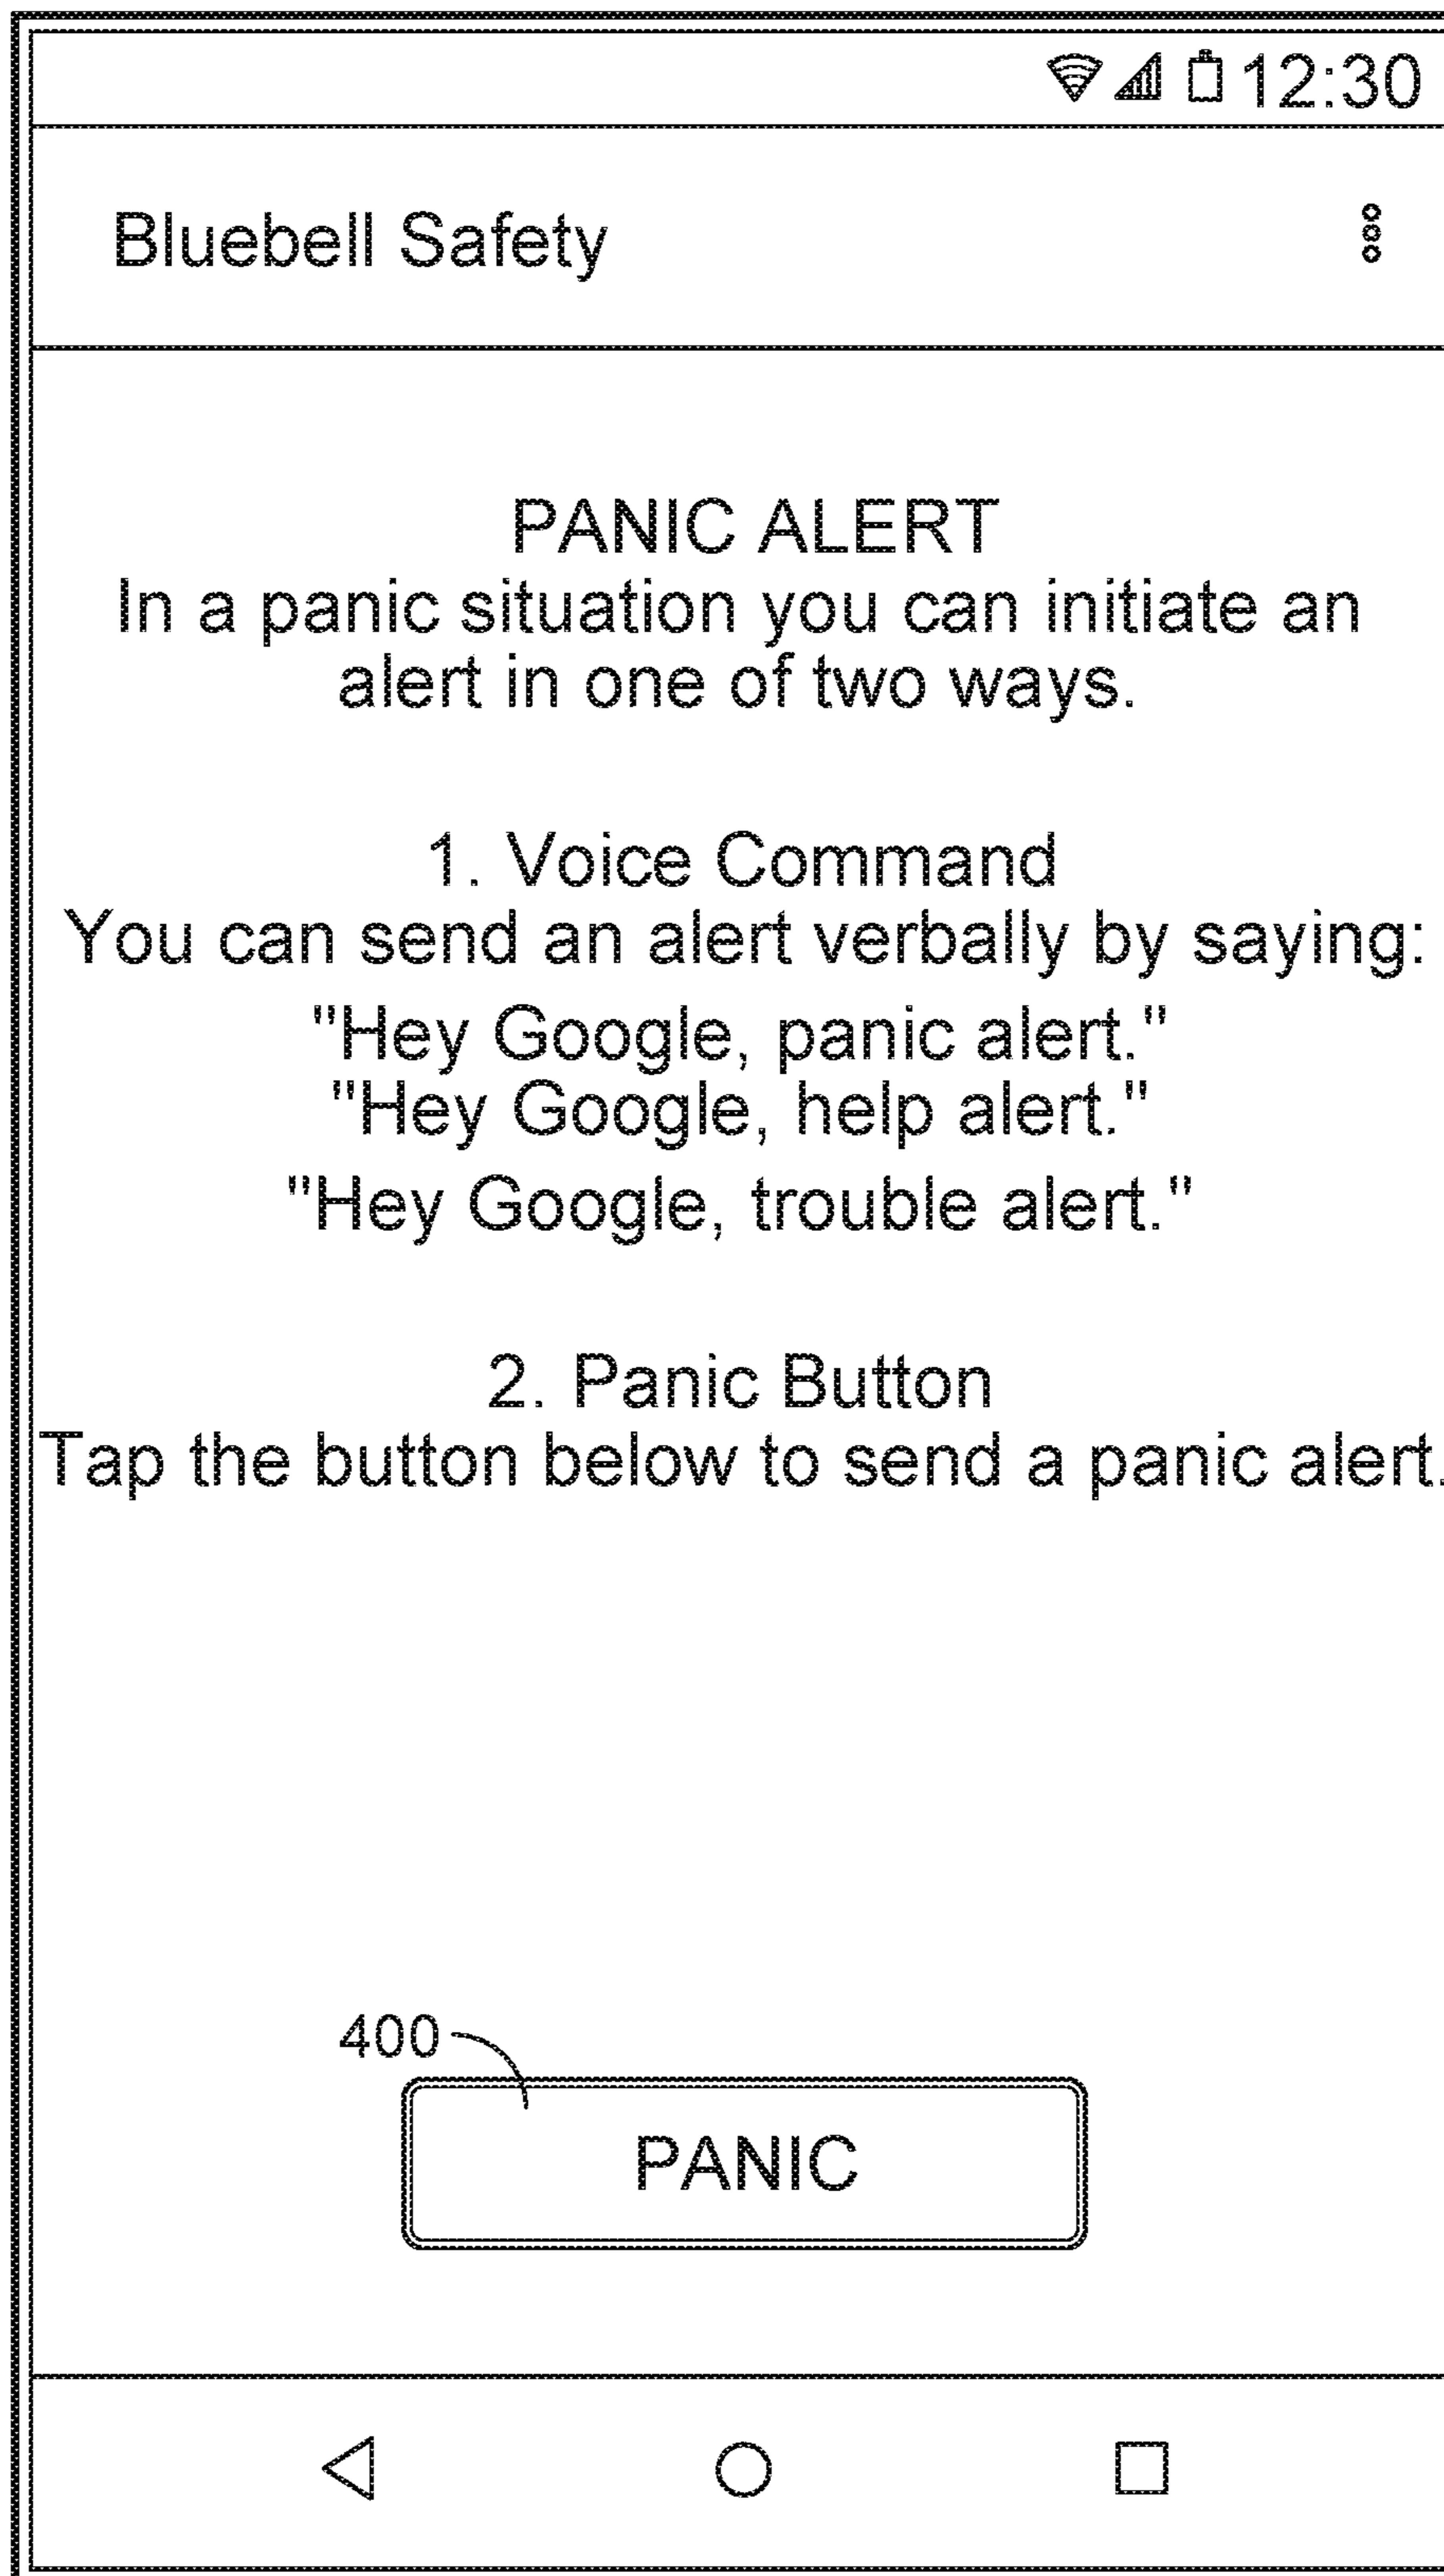 12:30
Bluebell Safety
PANIC ALERT
In a panic situation you can initiate an
alert in one of two ways.
1. Voice Command
You can send an alert verbally by saying:
"Hey Google, panic alert."
"Hey Google, help alert."
"Hey Google, trouble alert."
2. Panic Button
Tap the button below to send a panic alert.
400
PANIC